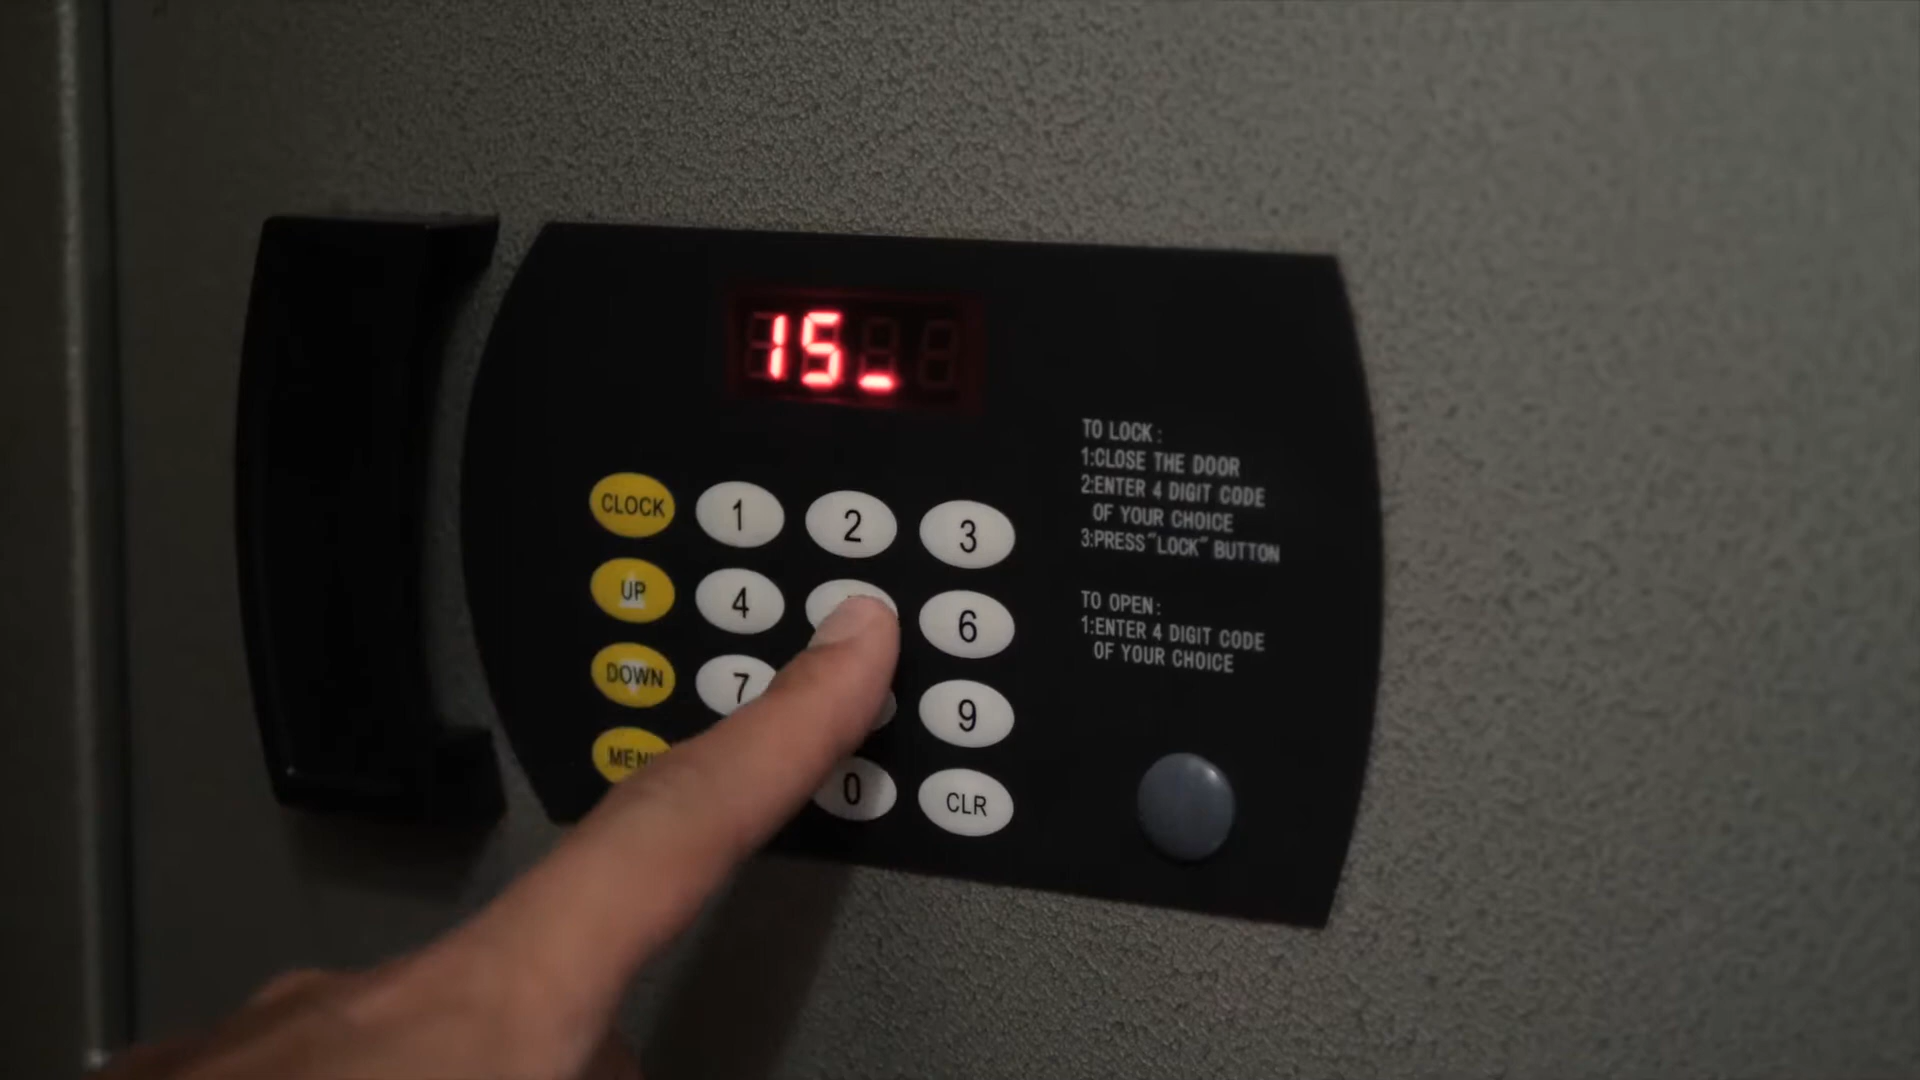 15_
CLOCK 1 2 3
UP 4 6
DOWN 7 9
0 CLR
TO LOCK :
1:CLOSE THE DOOR
2:ENTER 4 DIGIT CODE
OF YOUR CHOICE
3:PRESS "LOCK" BUTTON
TO OPEN :
1:ENTER 4 DIGIT CODE
OF YOUR CHOICE